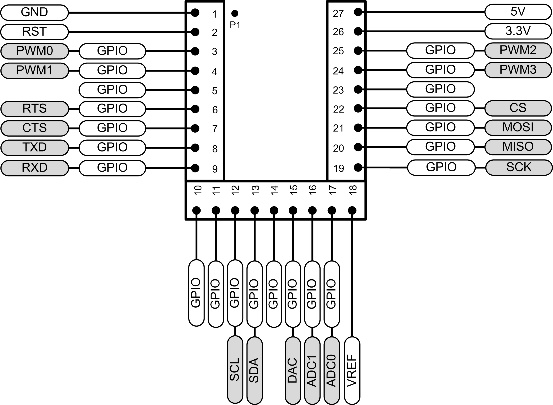 GND 1 P1 27 5V
RST 2 26 3.3V
PWM0 GPIO 3 25 GPIO PWM2
PWM1 GPIO 4 24 GPIO PWM3
GPIO 5 23 GPIO
RTS GPIO 6 22 GPIO CS
CTS GPIO 7 21 GPIO MOSI
TXD GPIO 8 20 GPIO MISO
RXD GPIO 9 19 GPIO SCK
10 11 12 13 14 15 16 17 18
GPIO GPIO GPIO GPIO GPIO GPIO GPIO GPIO
SCL SDA DAC ADC1 ADC0 VREF